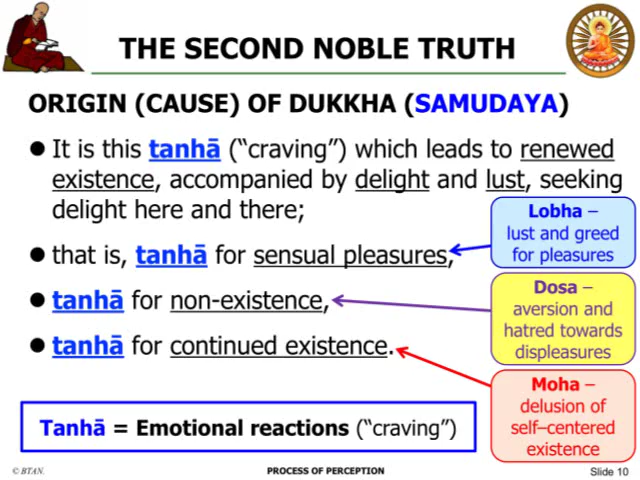 THE SECOND NOBLE TRUTH
ORIGIN (CAUSE) OF DUKKHA (SAMUDAYA)
● It is this tanhā (“craving”) which leads to renewed
existence, accompanied by delight and lust, seeking
delight here and there;
● that is, tanhā for sensual pleasures,
● tanhā for non-existence,
● tanhā for continued existence.
Lobha –
lust and greed
for pleasures
Dosa –
aversion and
hatred towards
displeasures
Moha –
delusion of
self–centered
existence
Tanhā = Emotional reactions (“craving”)
© BTAN.
PROCESS OF PERCEPTION
Slide 10